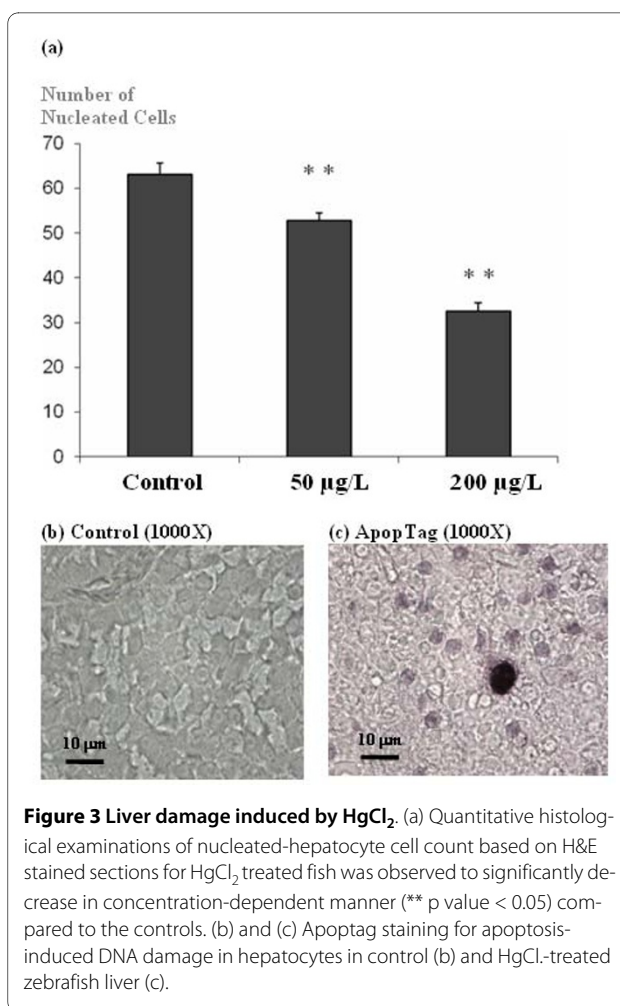 (a)
Number of
Nucleated Cells
70
60
50
40
30
20
10
0
* *
* *
Control 50 µg/L 200 µg/L
(b) Control (1000X) (c) ApopTag (1000X)
10 µm 10 µm
Figure 3 Liver damage induced by HgCl2. (a) Quantitative histolog-
ical examinations of nucleated-hepatocyte cell count based on H&E
stained sections for HgCl2 treated fish was observed to significantly de-
crease in concentration-dependent manner (** p value < 0.05) com-
pared to the controls. (b) and (c) Apoptag staining for apoptosis-
induced DNA damage in hepatocytes in control (b) and HgCl.-treated
zebrafish liver (c).